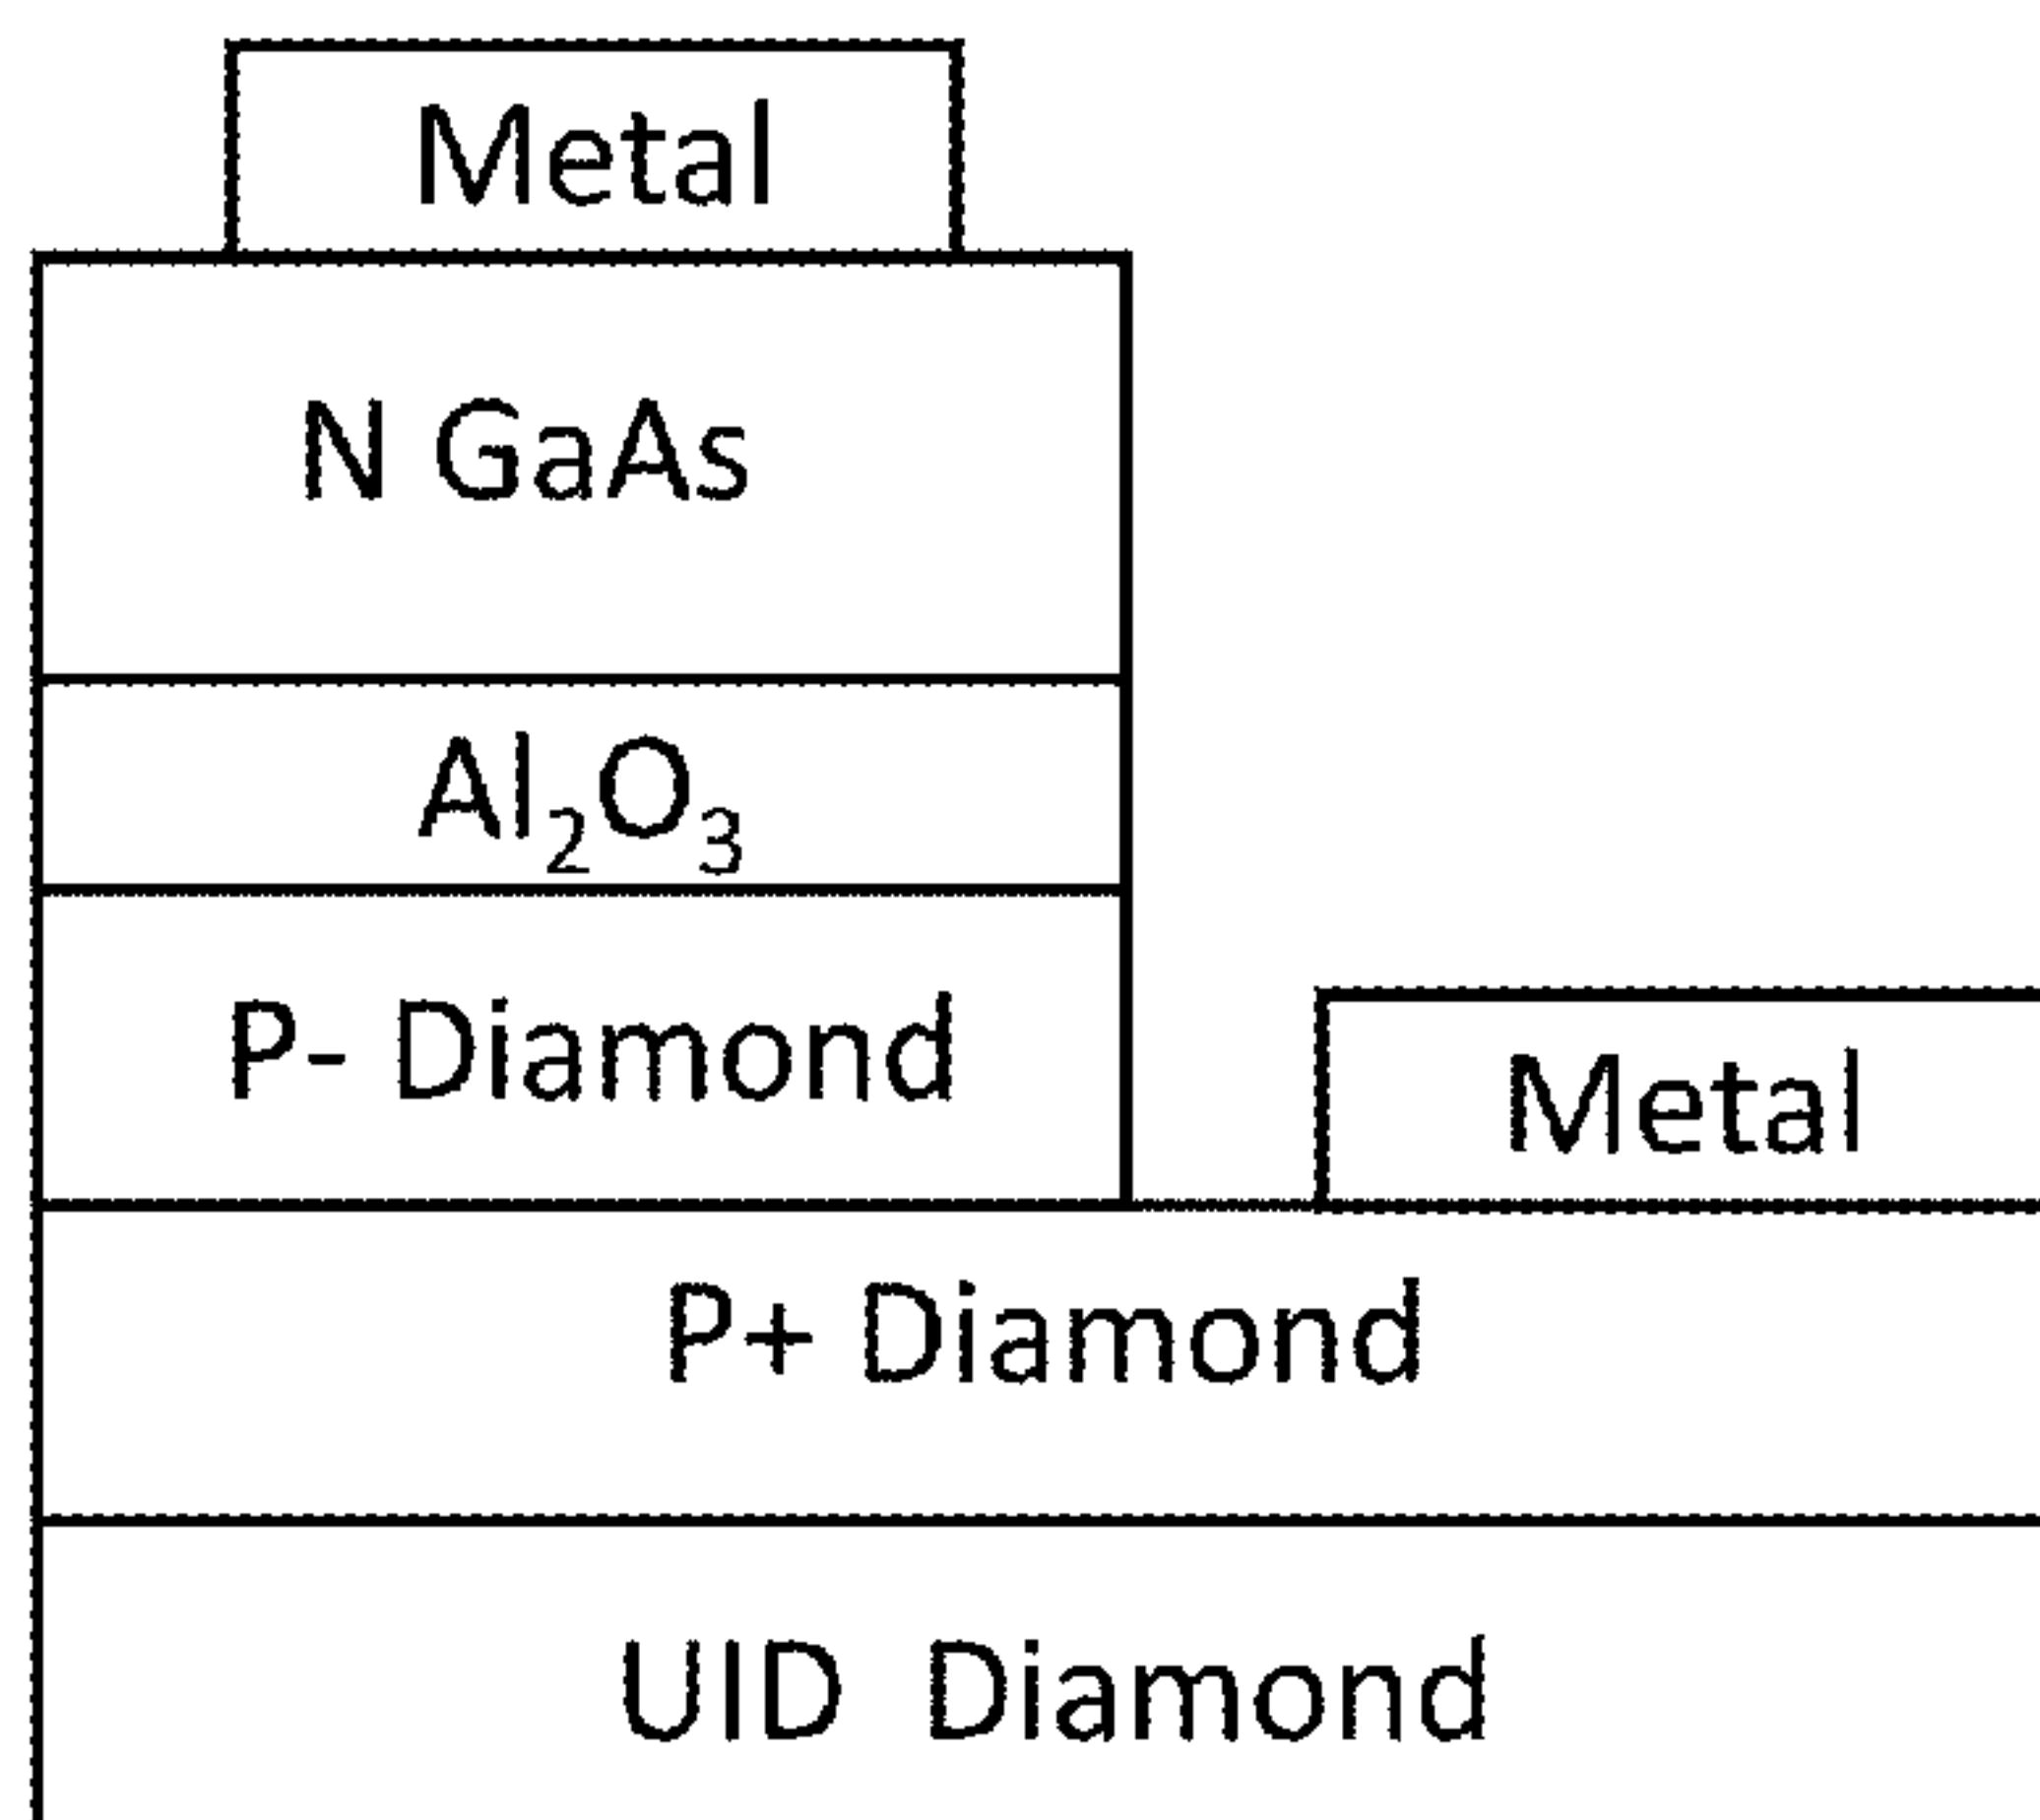 Metal
N GaAs
Al₂O₃
P- Diamond
Metal
P+ Diamond
UID Diamond